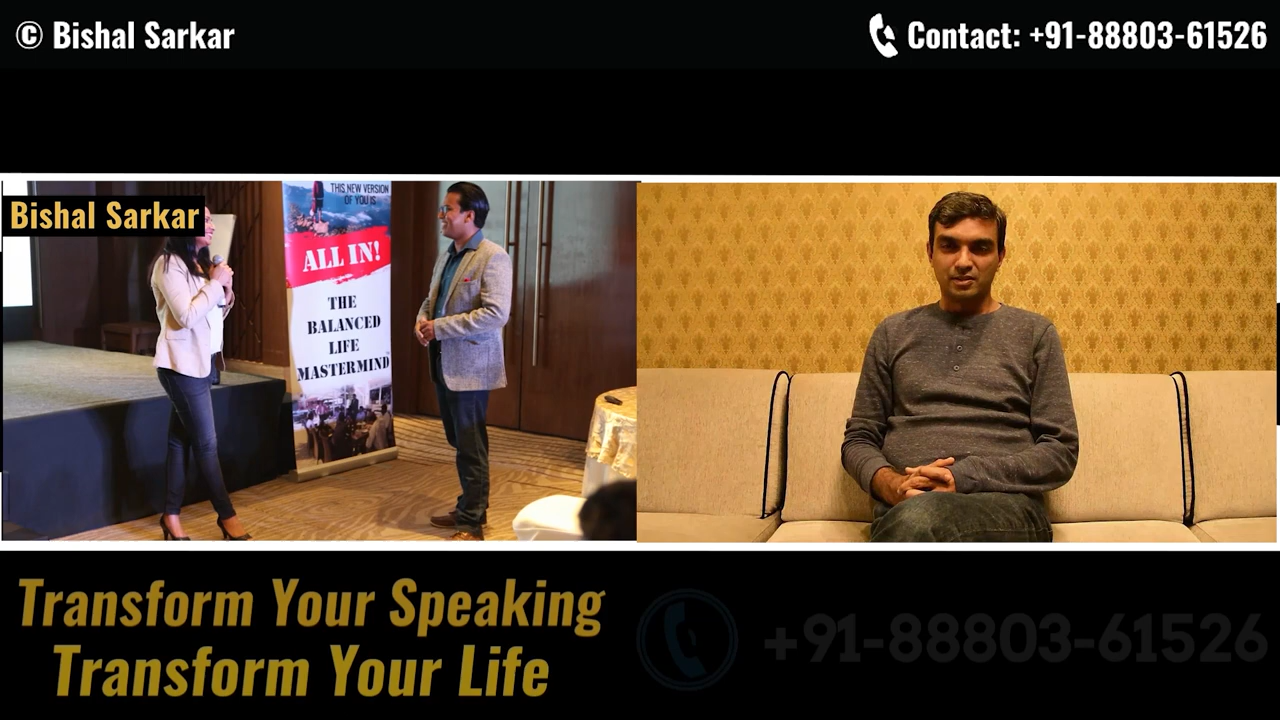 © Bishal Sarkar
Contact: +91-88803-61526
Bishal Sarkar
THIS NEW VERSION
OF YOU IS
ALL IN!
THE
BALANCED
LIFE
MASTERMIND
Transform Your Speaking
Transform Your Life
+91-88803-61526